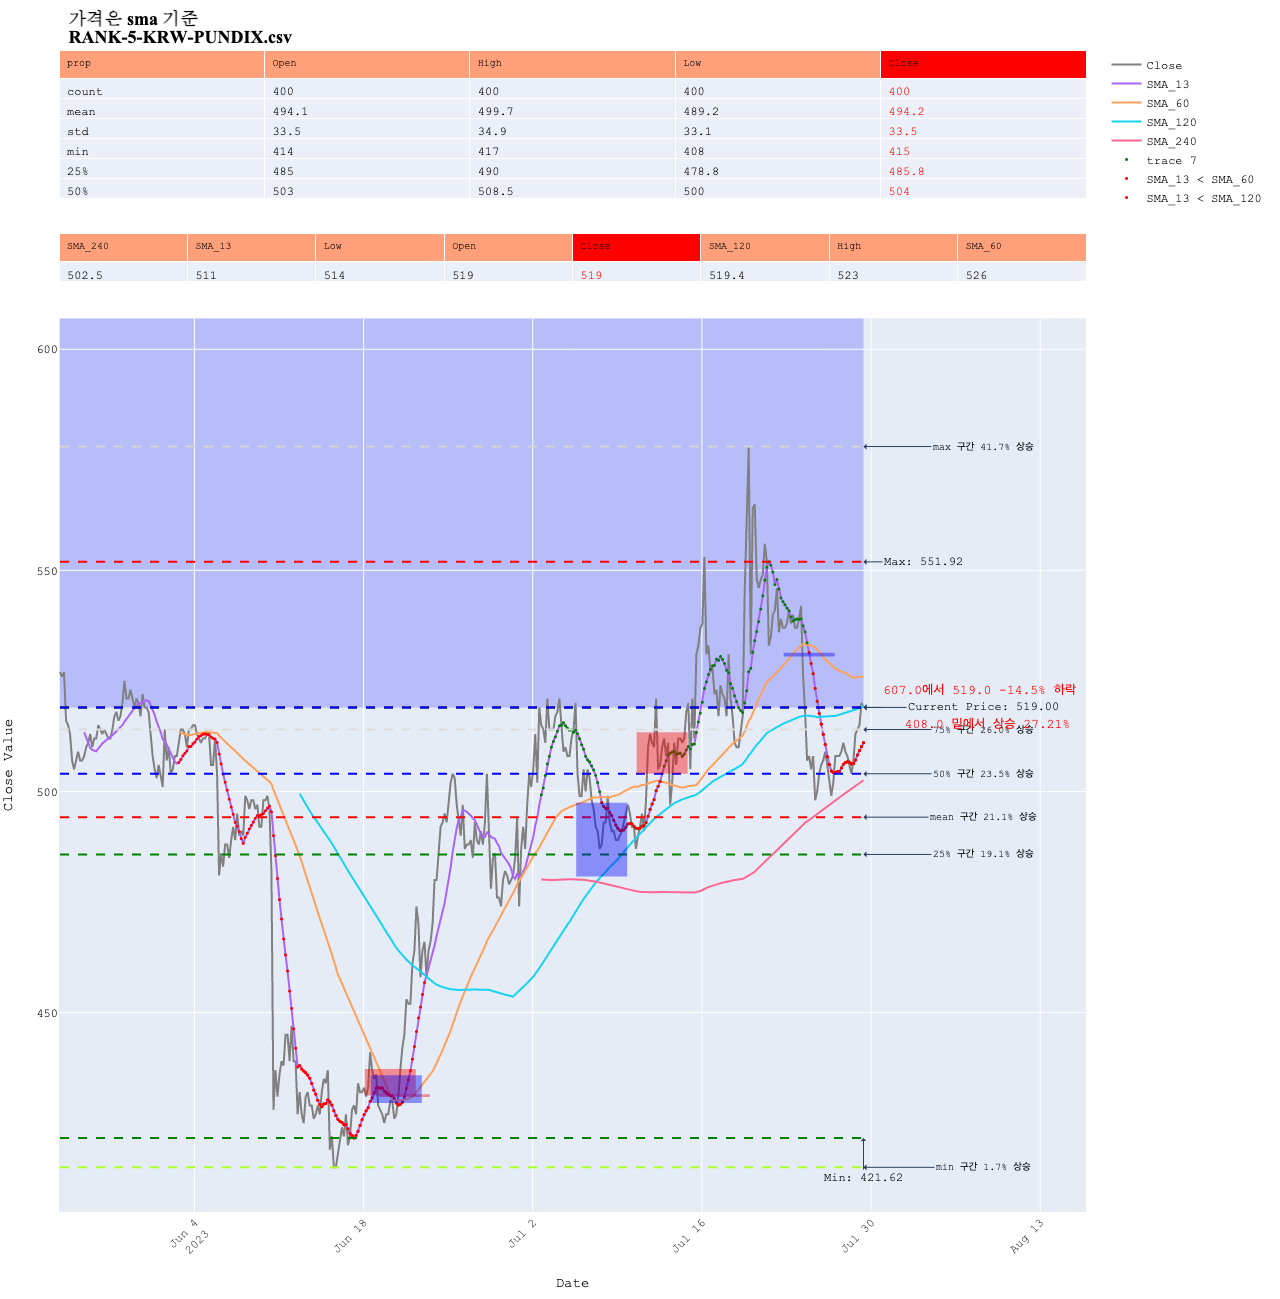 가격은 sma 기준
RANK-5-KRW-PUNDIX.csv
prop Open High Low Close
count 400 400 400 400
mean 494.1 499.7 489.2 494.2
std 33.5 34.9 33.1 33.5
min 414 417 408 415
25% 485 490 478.8 485.8
50% 503 508.5 500 504
SMA_240 SMA_13 Low Open Close SMA_120 High SMA_60
502.5 511 514 519 519 519.4 523 526
Close
SMA_13
SMA_60
SMA_120
SMA_240
trace 7
SMA_13 < SMA_60
SMA_13 < SMA_120
600
550
500
450
Close Value
max 구간 41.7% 상승
Max: 551.92
607.0에서 519.0 -14.5% 하락
Current Price: 519.00
408.0 밑에서 상승 27.21%
75% 구간 26.0% 상승
50% 구간 23.5% 상승
mean 구간 21.1% 상승
25% 구간 19.1% 상승
min 구간 1.7% 상승
Min: 421.62
Jun 4
2023
Jun 18
Jul 2
Jul 16
Jul 30
Aug 13
Date